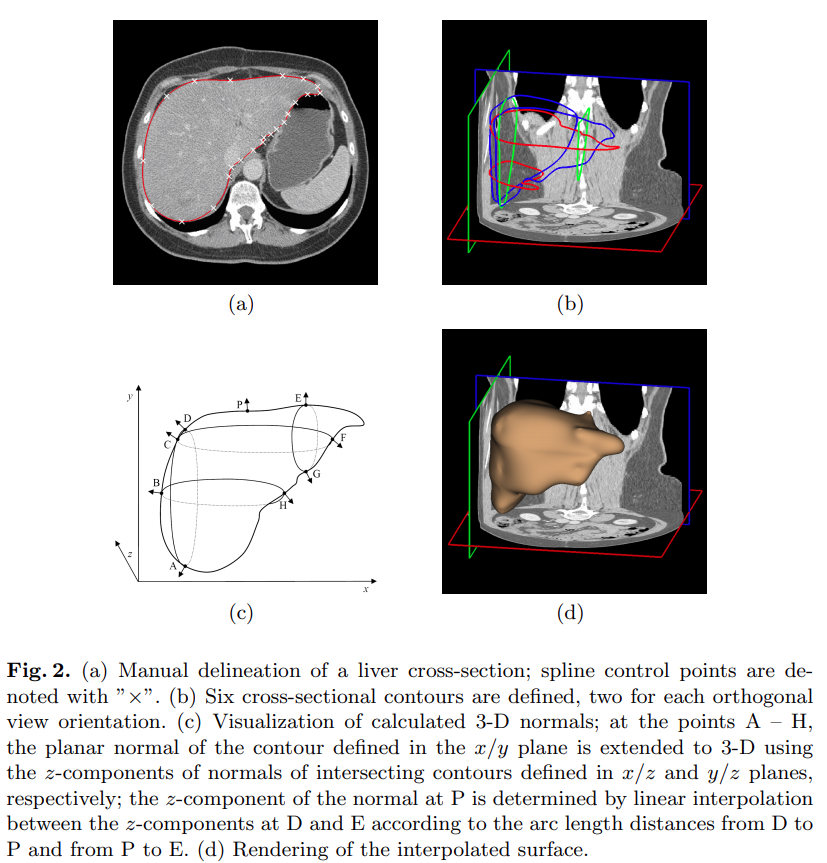 (a)
(b)
y
P
E
D
C
F
B
G
H
A
z
x
(c)
(d)
Fig. 2. (a) Manual delineation of a liver cross-section; spline control points are de-
noted with ”×”. (b) Six cross-sectional contours are defined, two for each orthogonal
view orientation. (c) Visualization of calculated 3-D normals; at the points A – H,
the planar normal of the contour defined in the x/y plane is extended to 3-D using
the z-components of normals of intersecting contours defined in x/z and y/z planes,
respectively; the z-component of the normal at P is determined by linear interpolation
between the z-components at D and E according to the arc length distances from D to
P and from P to E. (d) Rendering of the interpolated surface.